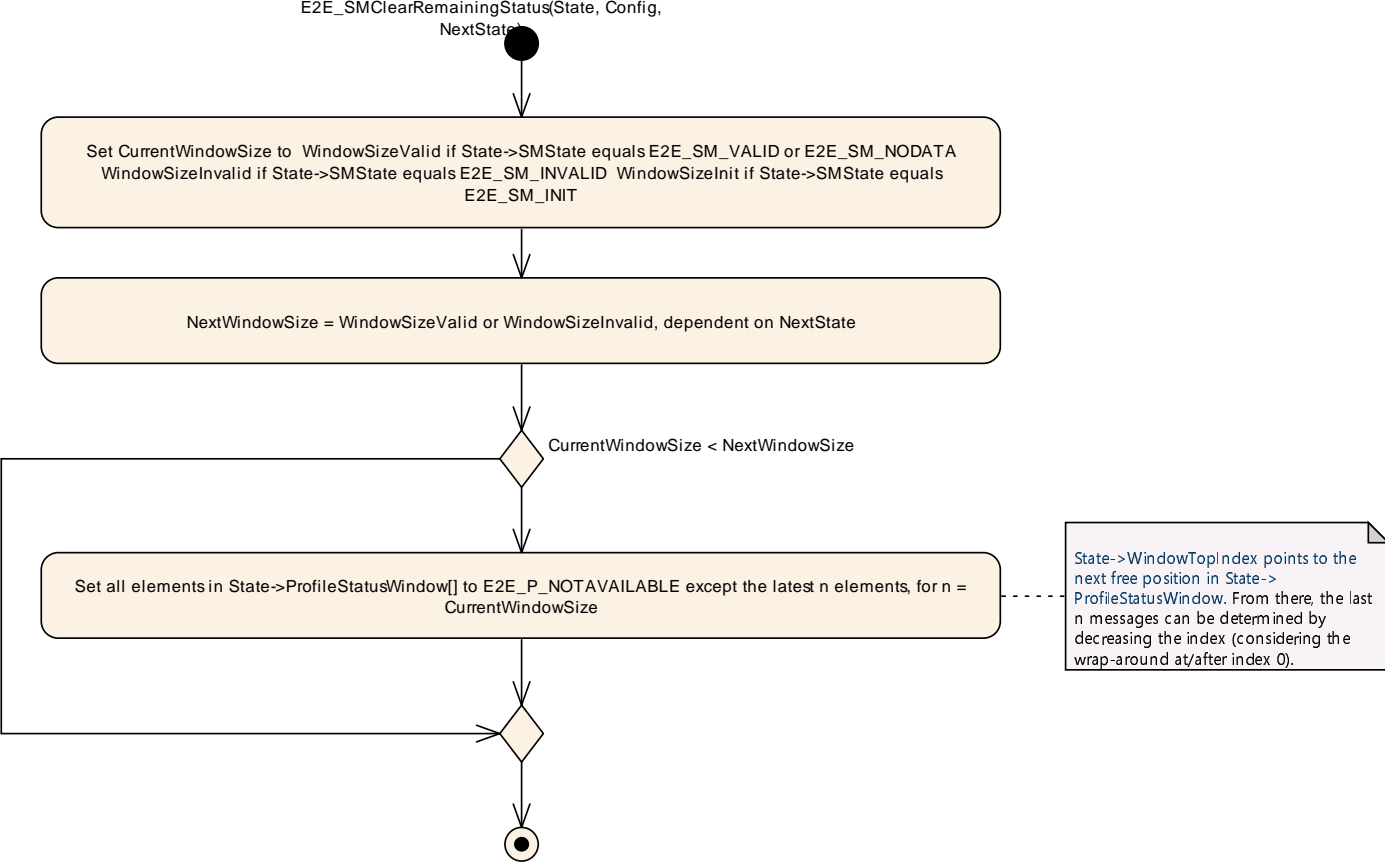 E2E_SMClearRemainingStatus(State, Config,
NextState)
Set CurrentWindowSize to  WindowSizeValid if State->SMState equals E2E_SM_VALID or E2E_SM_NODATA
WindowSizeInvalid if State->SMState equals E2E_SM_INVALID  WindowSizeInit if State->SMState equals
E2E_SM_INIT
NextWindowSize = WindowSizeValid or WindowSizeInvalid, dependent on NextState
CurrentWindowSize < NextWindowSize
Set all elements in State->ProfileStatusWindow[] to E2E_P_NOTAVAILABLE except the latest n elements, for n =
CurrentWindowSize
State->WindowTopIndex points to the
next free position in State->
ProfileStatusWindow. From there, the last
n messages can be determined by
decreasing the index (considering the
wrap-around at/after index 0).